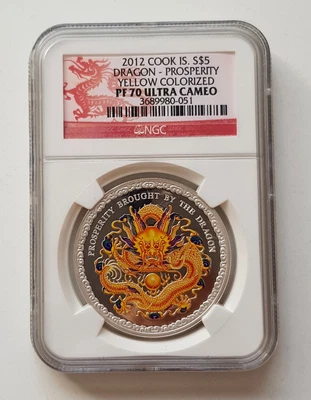 2012 COOK IS. S$5
DRAGON - PROSPERITY
YELLOW COLORIZED
PF 70 ULTRA CAMEO
3689980-051
NGC
PROSPERITY BROUGHT BY THE DRAGON